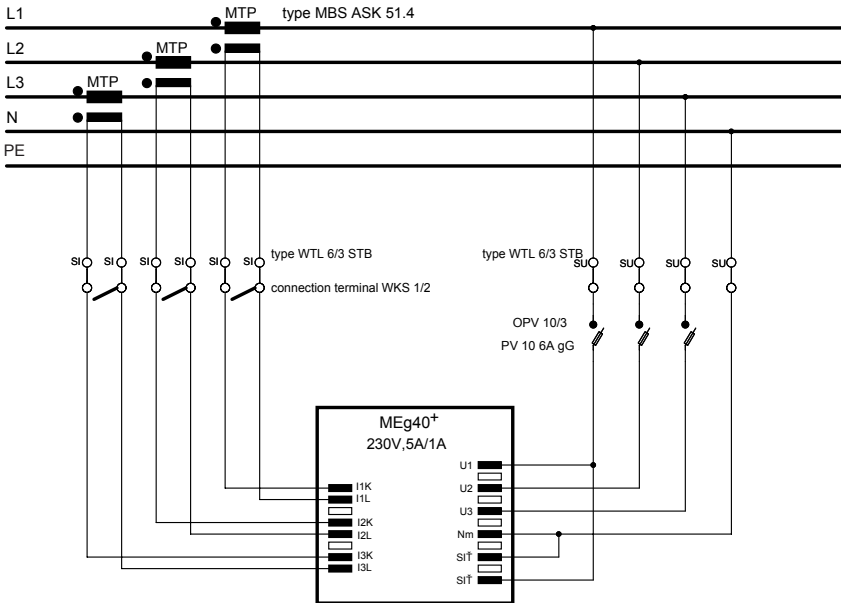 L1
MTP type MBS ASK 51.4
L2
MTP
L3
MTP
N
PE
SI SI SI SI SI SI type WTL 6/3 STB
type WTL 6/3 STB SU SU SU SU
connection terminal WKS 1/2
OPV 10/3
PV 10 6A gG
MEg40+
230V,5A/1A
U1
I1K
U2
I1L
U3
I2K
Nm
I2L
I3K
SIŤ
I3L
SIŤ